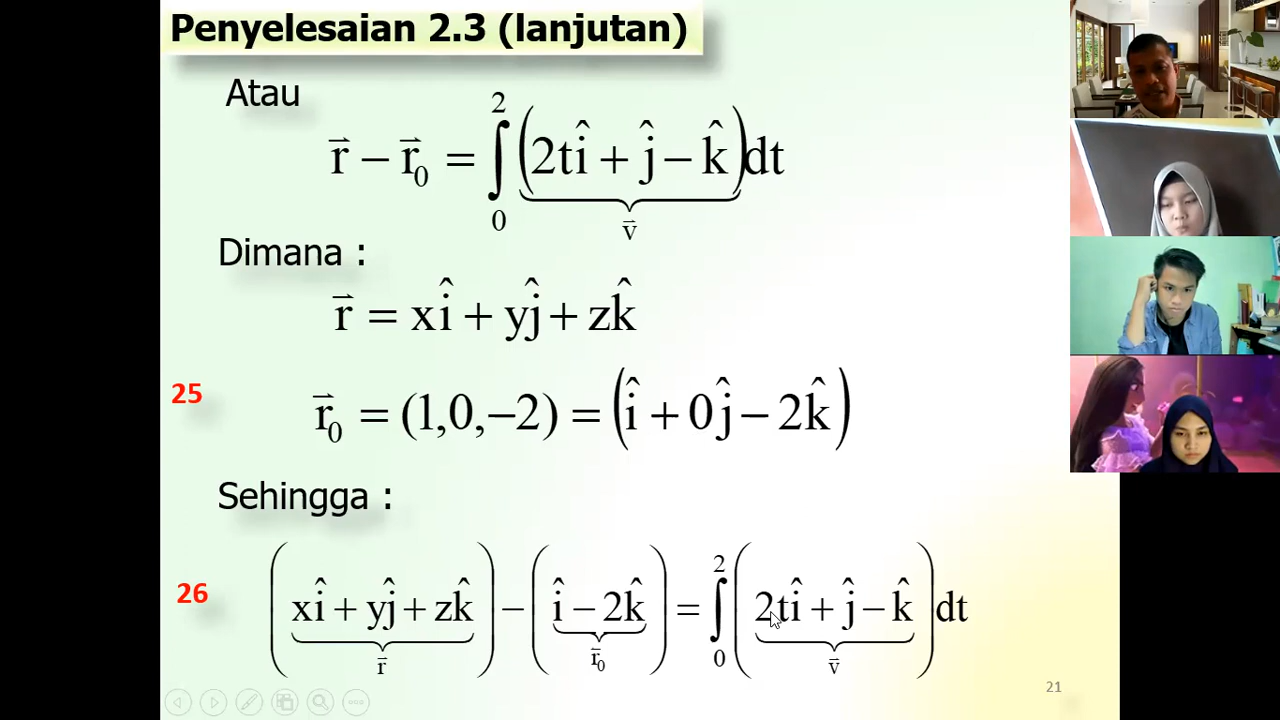 Penyelesaian 2.3 (lanjutan)
Atau
r⃗ − r⃗₀ = ∫₀² (2tî + ĵ − k̂)dt
v⃗
Dimana :
r⃗ = xî + yĵ + zk̂
25
r⃗₀ = (1,0,−2) = (î + 0ĵ − 2k̂)
Sehingga :
26
(xî + yĵ + zk̂) − (î − 2k̂) = ∫₀² (2tî + ĵ − k̂)dt
r⃗ r⃗₀ v⃗
21